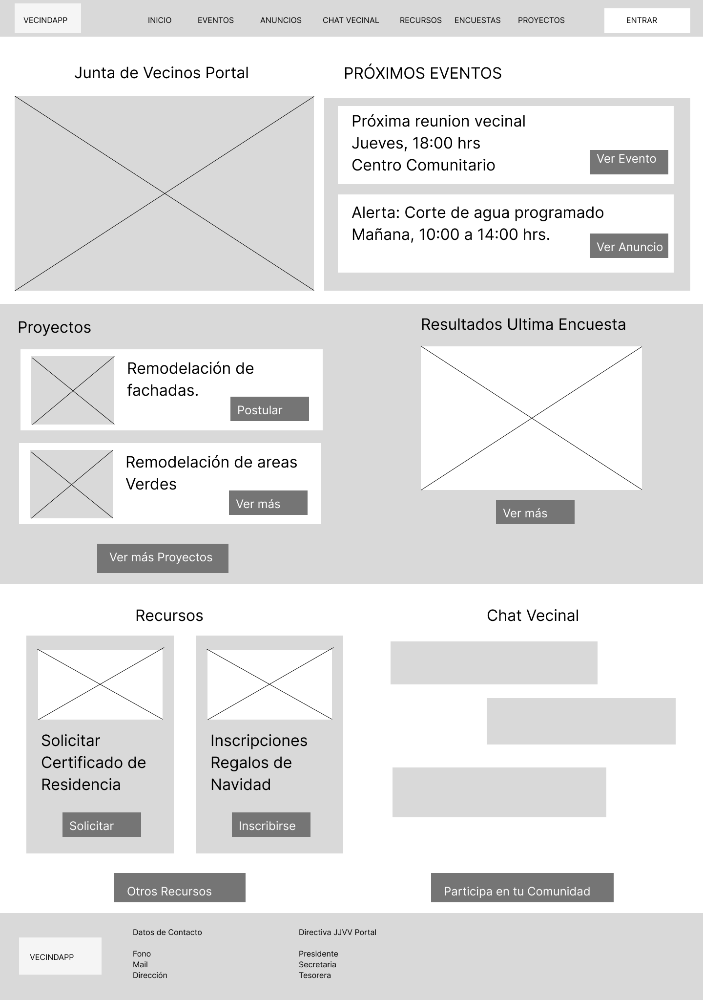 VECINDAPP
INICIO
EVENTOS
ANUNCIOS
CHAT VECINAL
RECURSOS
ENCUESTAS
PROYECTOS
ENTRAR
Junta de Vecinos Portal
PRÓXIMOS EVENTOS
Próxima reunion vecinal
Jueves, 18:00 hrs
Centro Comunitario
Ver Evento
Alerta: Corte de agua programado
Mañana, 10:00 a 14:00 hrs.
Ver Anuncio
Proyectos
Remodelación de
fachadas.
Postular
Remodelación de areas
Verdes
Ver más
Ver más Proyectos
Resultados Ultima Encuesta
Ver más
Recursos
Solicitar
Certificado de
Residencia
Solicitar
Inscripciones
Regalos de
Navidad
Inscribirse
Otros Recursos
Chat Vecinal
Participa en tu Comunidad
VECINDAPP
Datos de Contacto
Fono
Mail
Dirección
Directiva JJVV Portal
Presidente
Secretaria
Tesorera